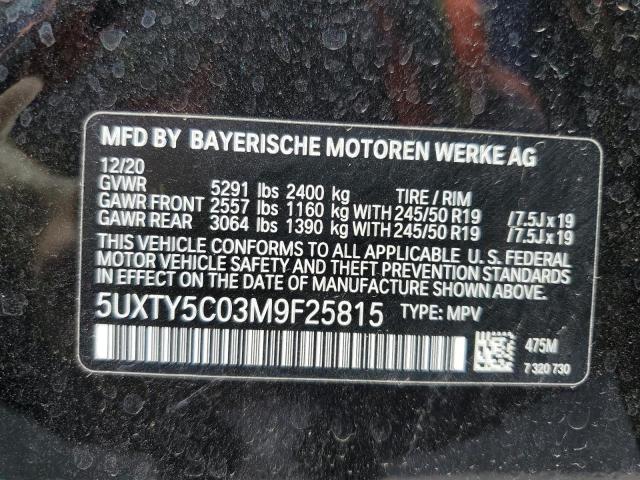 MFD BY BAYERISCHE MOTOREN WERKE AG
12/20
GVWR 5291 lbs 2400 kg TIRE / RIM
GAWR FRONT 2557 lbs 1160 kg WITH 245/50 R19 /7.5J x 19
GAWR REAR 3064 lbs 1390 kg WITH 245/50 R19 /7.5J x 19
THIS VEHICLE CONFORMS TO ALL APPLICABLE U. S. FEDERAL
MOTOR VEHICLE SAFETY AND THEFT PREVENTION STANDARDS
IN EFFECT ON THE DATE OF MANUFACTURE SHOWN ABOVE.
5UXTY5C03M9F25815 TYPE: MPV
475M
7 320 730